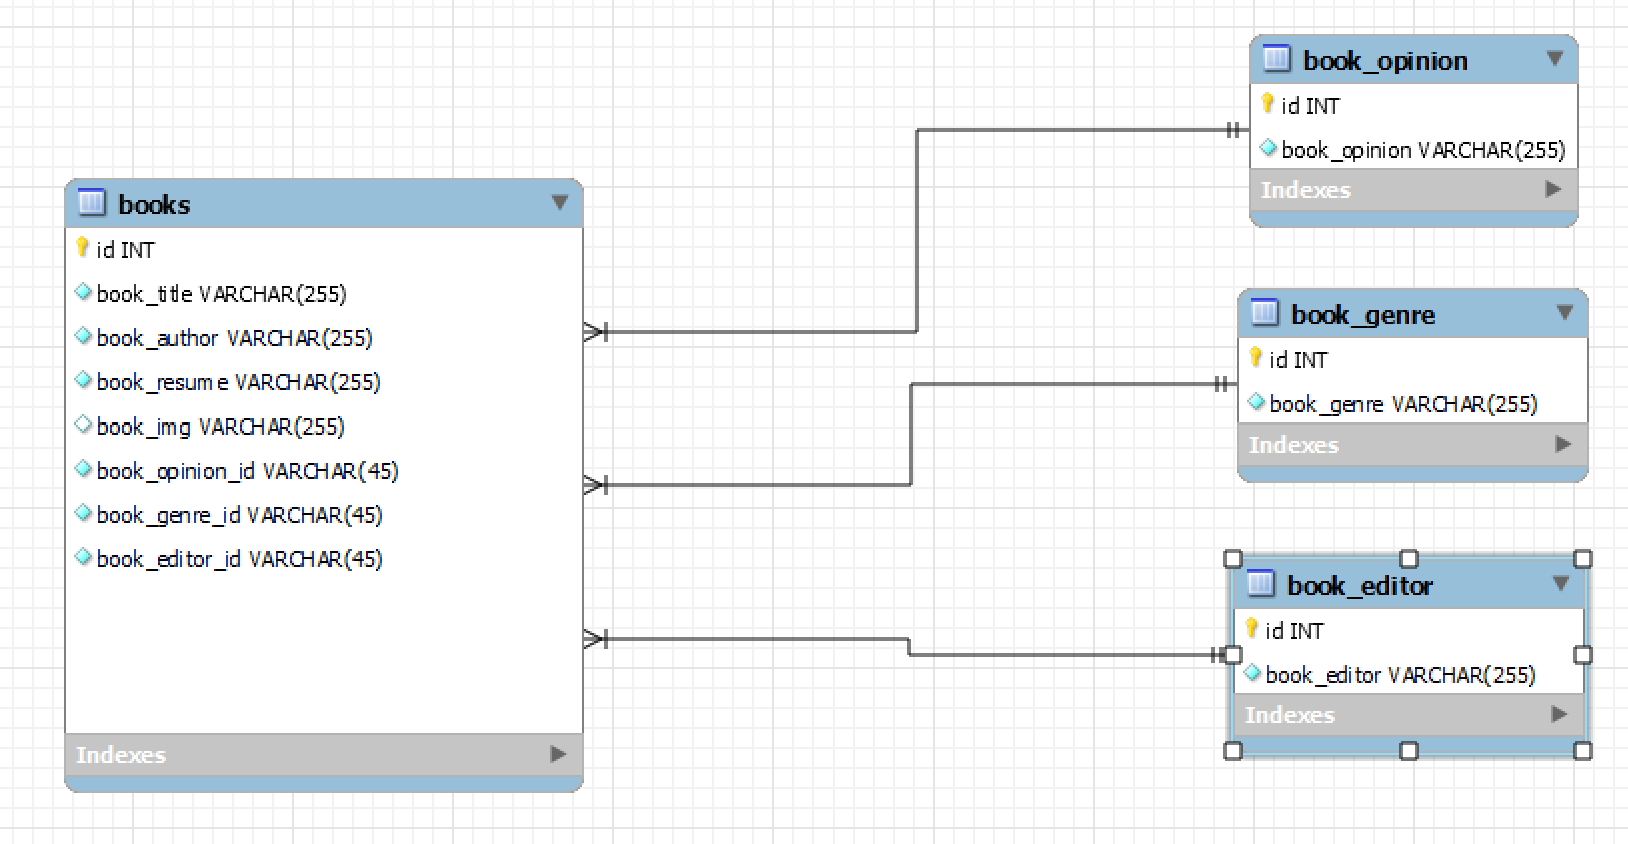 books
id INT
book_title VARCHAR(255)
book_author VARCHAR(255)
book_resume VARCHAR(255)
book_img VARCHAR(255)
book_opinion_id VARCHAR(45)
book_genre_id VARCHAR(45)
book_editor_id VARCHAR(45)
Indexes
book_opinion
id INT
book_opinion VARCHAR(255)
Indexes
book_genre
id INT
book_genre VARCHAR(255)
Indexes
book_editor
id INT
book_editor VARCHAR(255)
Indexes